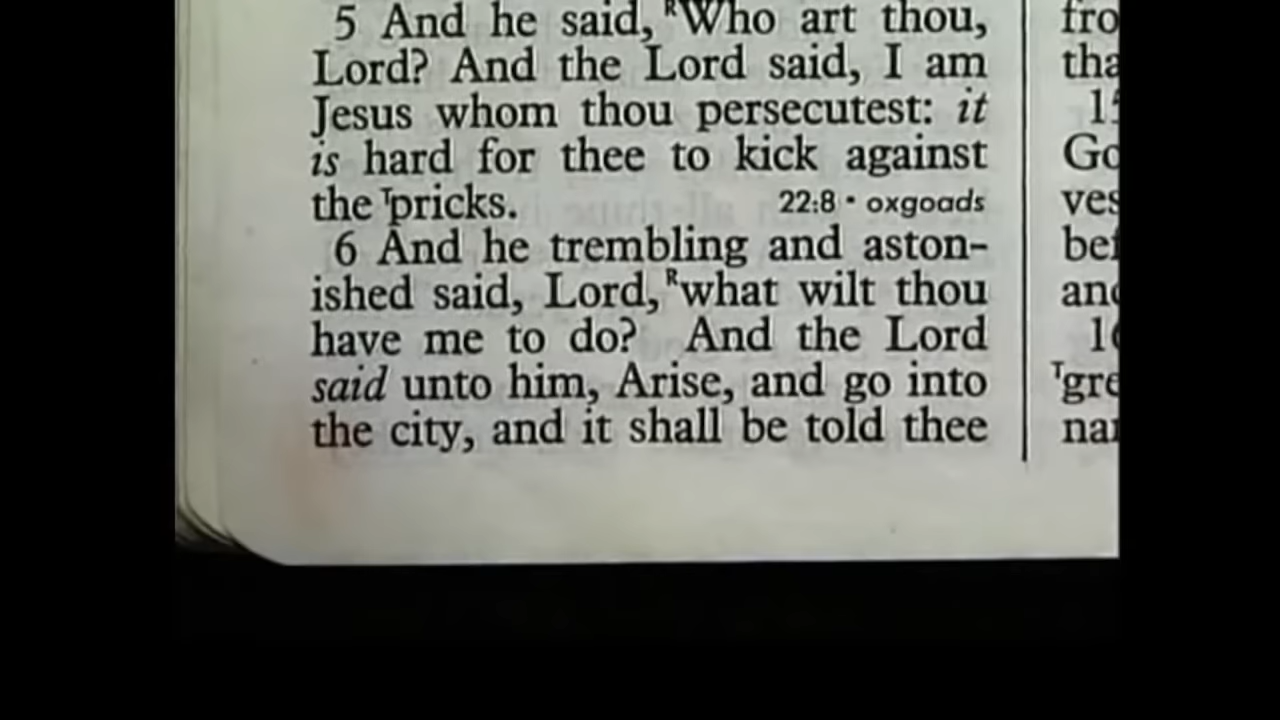 5 And he said, ᴿWho art thou,
Lord? And the Lord said, I am
Jesus whom thou persecutest: it
is hard for thee to kick against
the ᵀpricks. 22:8 • oxgoads
6 And he trembling and aston-
ished said, Lord, ᴿwhat wilt thou
have me to do? And the Lord
said unto him, Arise, and go into
the city, and it shall be told thee